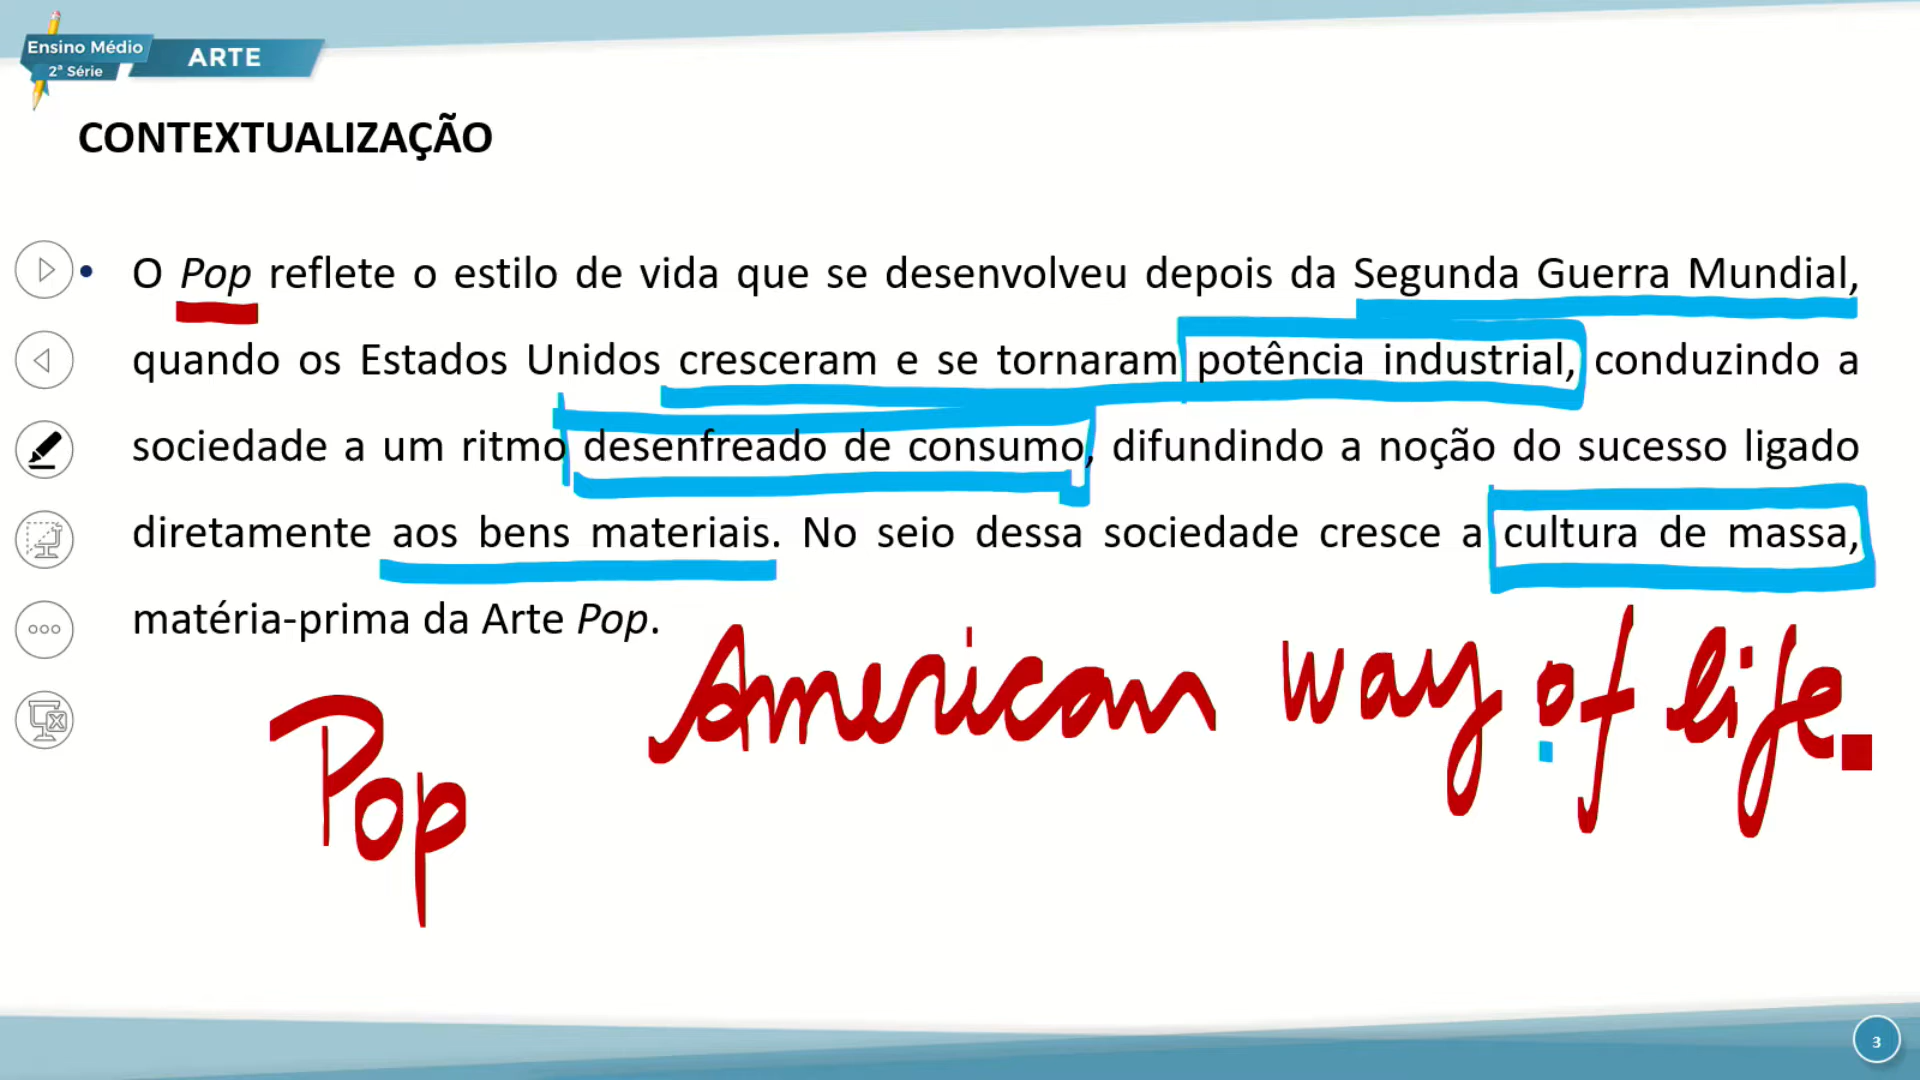 Ensino Médio
2ª Série
ARTE
CONTEXTUALIZAÇÃO
• O Pop reflete o estilo de vida que se desenvolveu depois da Segunda Guerra Mundial,
quando os Estados Unidos cresceram e se tornaram potência industrial, conduzindo a
sociedade a um ritmo desenfreado de consumo, difundindo a noção do sucesso ligado
diretamente aos bens materiais. No seio dessa sociedade cresce a cultura de massa,
matéria-prima da Arte Pop.
American way of life.
Pop
3